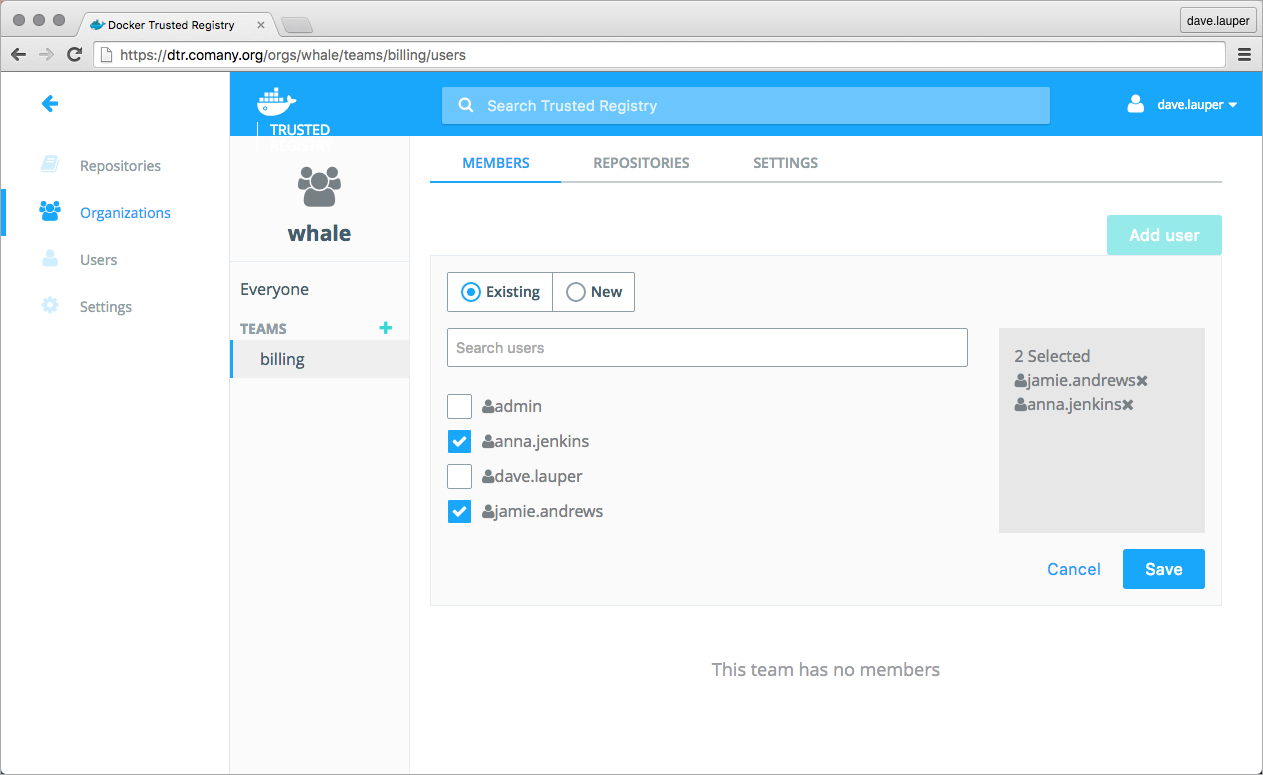 Docker Trusted Registry
dave.lauper
https://dtr.comany.org/orgs/whale/teams/billing/users
TRUSTED
Search Trusted Registry
dave.lauper
Repositories
Organizations
Users
Settings
whale
Everyone
TEAMS
billing
MEMBERS REPOSITORIES SETTINGS
Add user
Existing New
Search users
admin
anna.jenkins
dave.lauper
jamie.andrews
2 Selected
jamie.andrews
anna.jenkins
Cancel Save
This team has no members